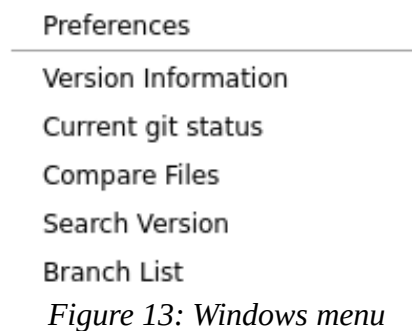 Preferences
Version Information
Current git status
Compare Files
Search Version
Branch List
Figure 13: Windows menu